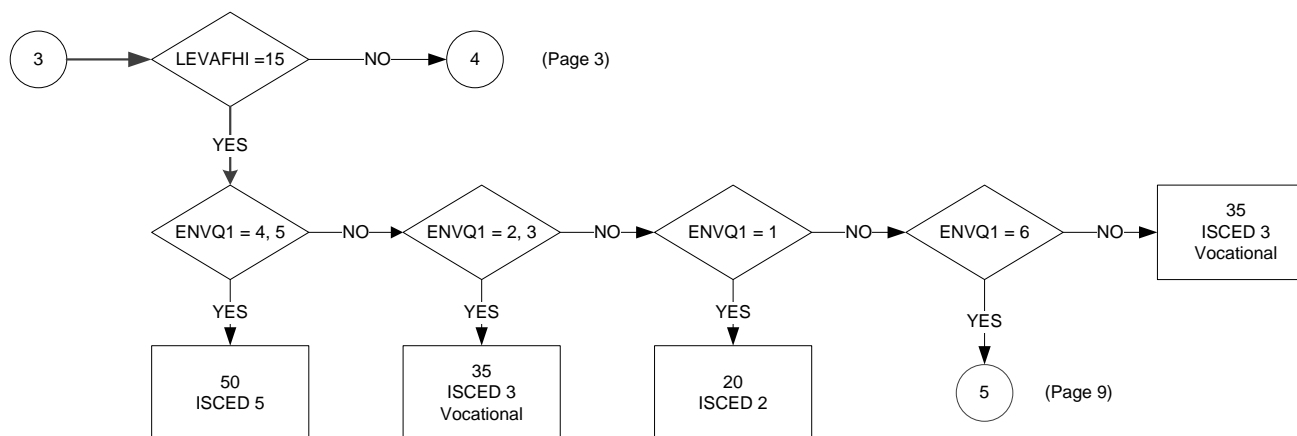 3
LEVAFHI =15
NO
4
(Page 3)
YES
ENVQ1 = 4, 5
NO
ENVQ1 = 2, 3
NO
ENVQ1 = 1
NO
ENVQ1 = 6
NO
35
ISCED 3
Vocational
YES
YES
YES
YES
50
ISCED 5
35
ISCED 3
Vocational
20
ISCED 2
5
(Page 9)